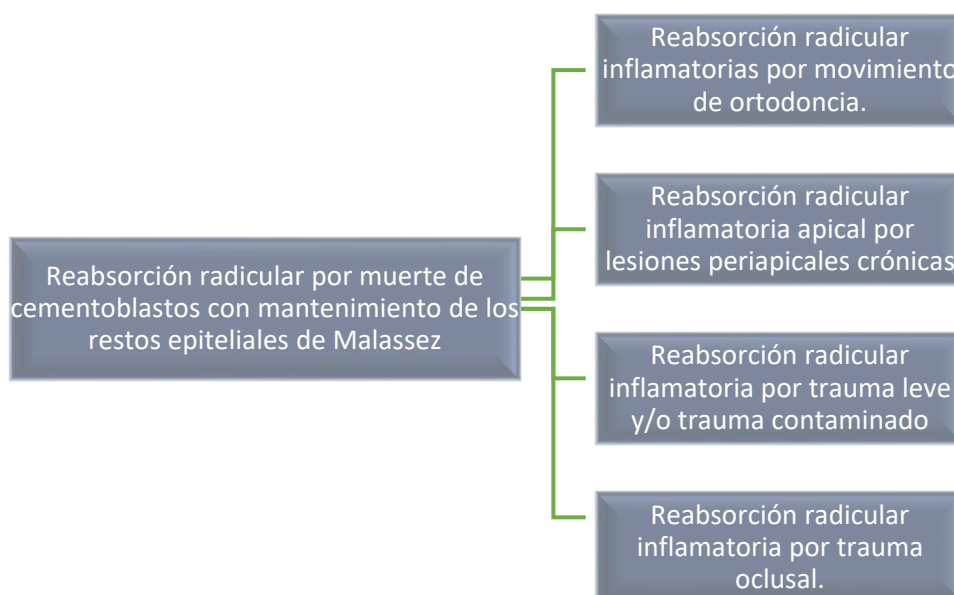 Reabsorción radicular por muerte de
cementoblastos con mantenimiento de los
restos epiteliales de Malassez
Reabsorción radicular
inflamatorias por movimiento
de ortodoncia.
Reabsorción radicular
inflamatoria apical por
lesiones periapicales crónicas
Reabsorción radicular
inflamatoria por trauma leve
y/o trauma contaminado
Reabsorción radicular
inflamatoria por trauma
oclusal.